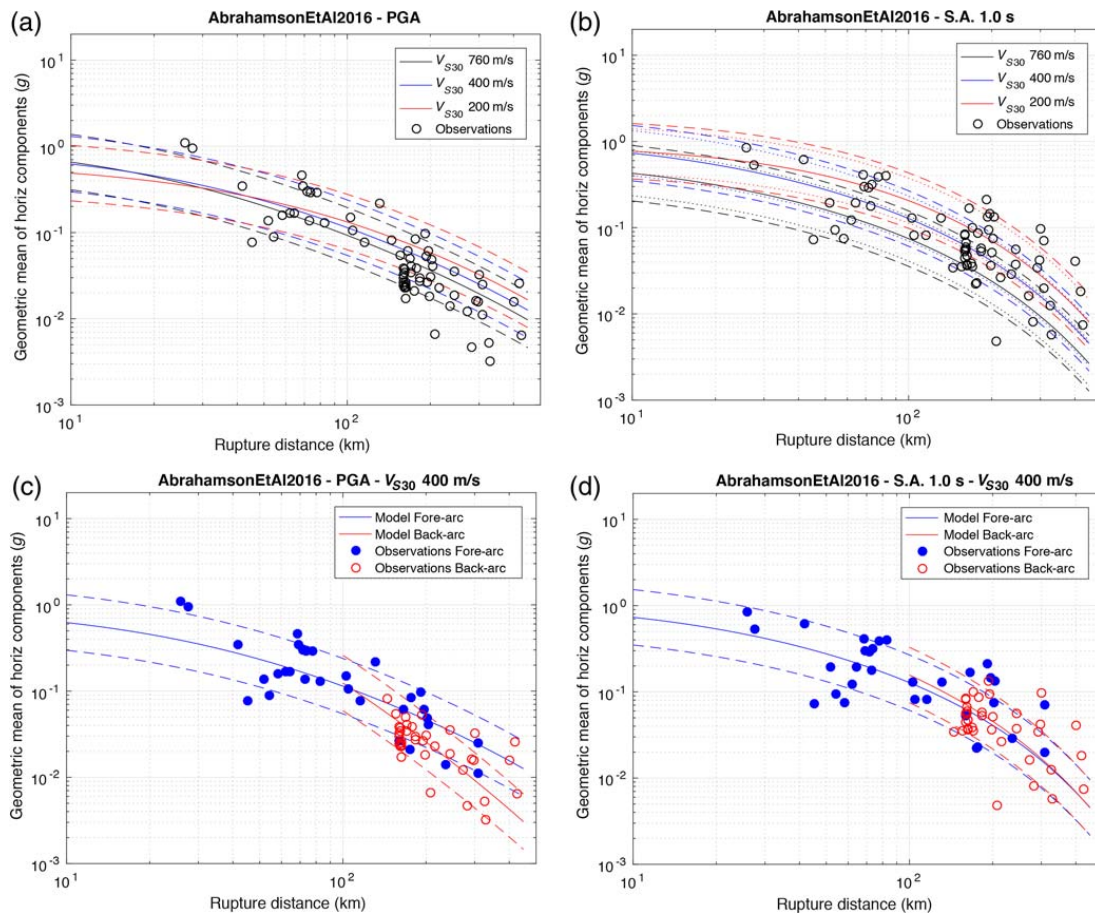 (a)
AbrahamsonEtAl2016 - PGA
V_S30 760 m/s
V_S30 400 m/s
V_S30 200 m/s
Observations
Geometric mean of horiz components (g)
10^1
10^0
10^-1
10^-2
10^-3
10^1
10^2
Rupture distance (km)
(b)
AbrahamsonEtAl2016 - S.A. 1.0 s
V_S30 760 m/s
V_S30 400 m/s
V_S30 200 m/s
Observations
Geometric mean of horiz components (g)
10^1
10^0
10^-1
10^-2
10^-3
10^1
10^2
Rupture distance (km)
(c)
AbrahamsonEtAl2016 - PGA - V_S30 400 m/s
Model Fore-arc
Model Back-arc
Observations Fore-arc
Observations Back-arc
Geometric mean of horiz components (g)
10^1
10^0
10^-1
10^-2
10^-3
10^1
10^2
Rupture distance (km)
(d)
AbrahamsonEtAl2016 - S.A. 1.0 s - V_S30 400 m/s
Model Fore-arc
Model Back-arc
Observations Fore-arc
Observations Back-arc
Geometric mean of horiz components (g)
10^1
10^0
10^-1
10^-2
10^-3
10^1
10^2
Rupture distance (km)